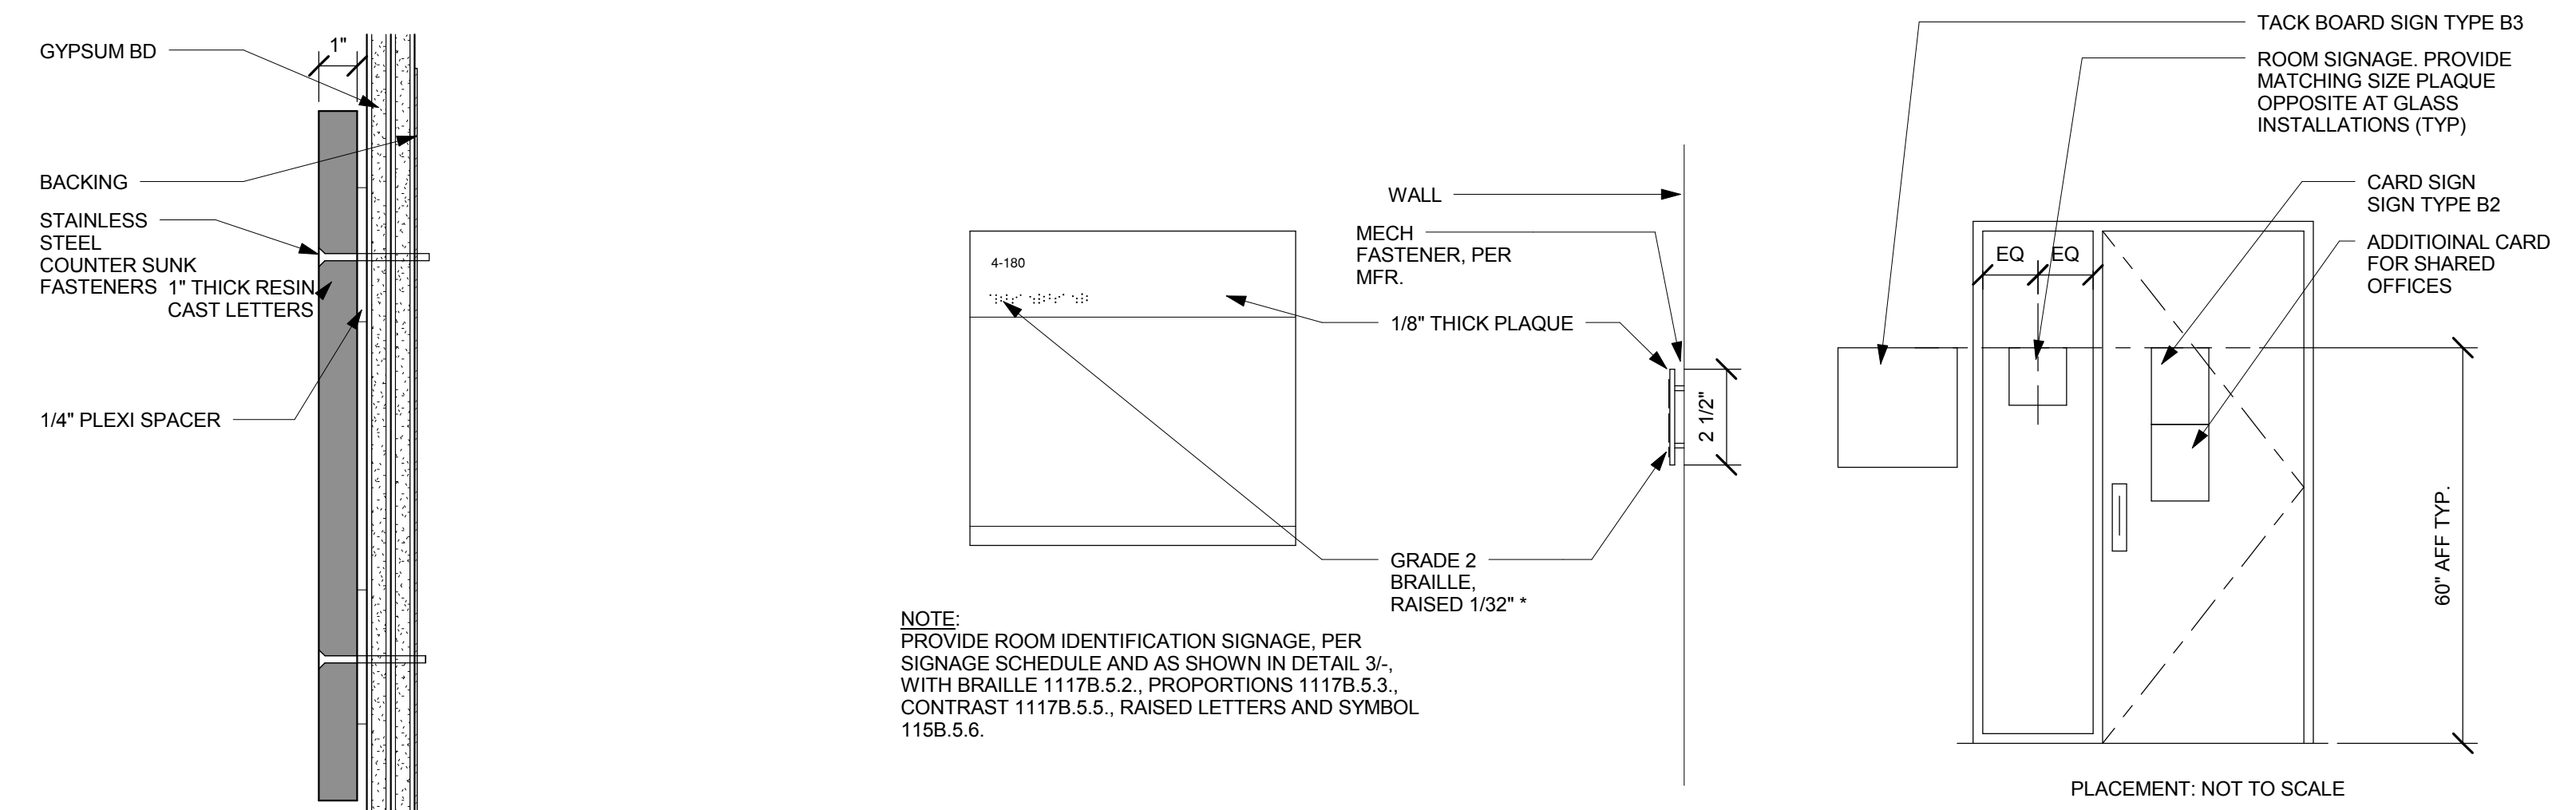 GYPSUM BD
1"
BACKING
STAINLESS
STEEL
COUNTER SUNK
FASTENERS
1" THICK RESIN
CAST LETTERS
1/4" PLEXI SPACER
4-180
WALL
MECH
FASTENER, PER
MFR.
1/8" THICK PLAQUE
2 1/2"
GRADE 2
BRAILLE,
RAISED 1/32" *
NOTE:
PROVIDE ROOM IDENTIFICATION SIGNAGE, PER
SIGNAGE SCHEDULE AND AS SHOWN IN DETAIL 3/-,
WITH BRAILLE 1117B.5.2., PROPORTIONS 1117B.5.3.,
CONTRAST 1117B.5.5., RAISED LETTERS AND SYMBOL
115B.5.6.
TACK BOARD SIGN TYPE B3
ROOM SIGNAGE. PROVIDE
MATCHING SIZE PLAQUE
OPPOSITE AT GLASS
INSTALLATIONS (TYP)
CARD SIGN
SIGN TYPE B2
ADDITIOINAL CARD
FOR SHARED
OFFICES
EQ EQ
60" AFF TYP.
PLACEMENT: NOT TO SCALE